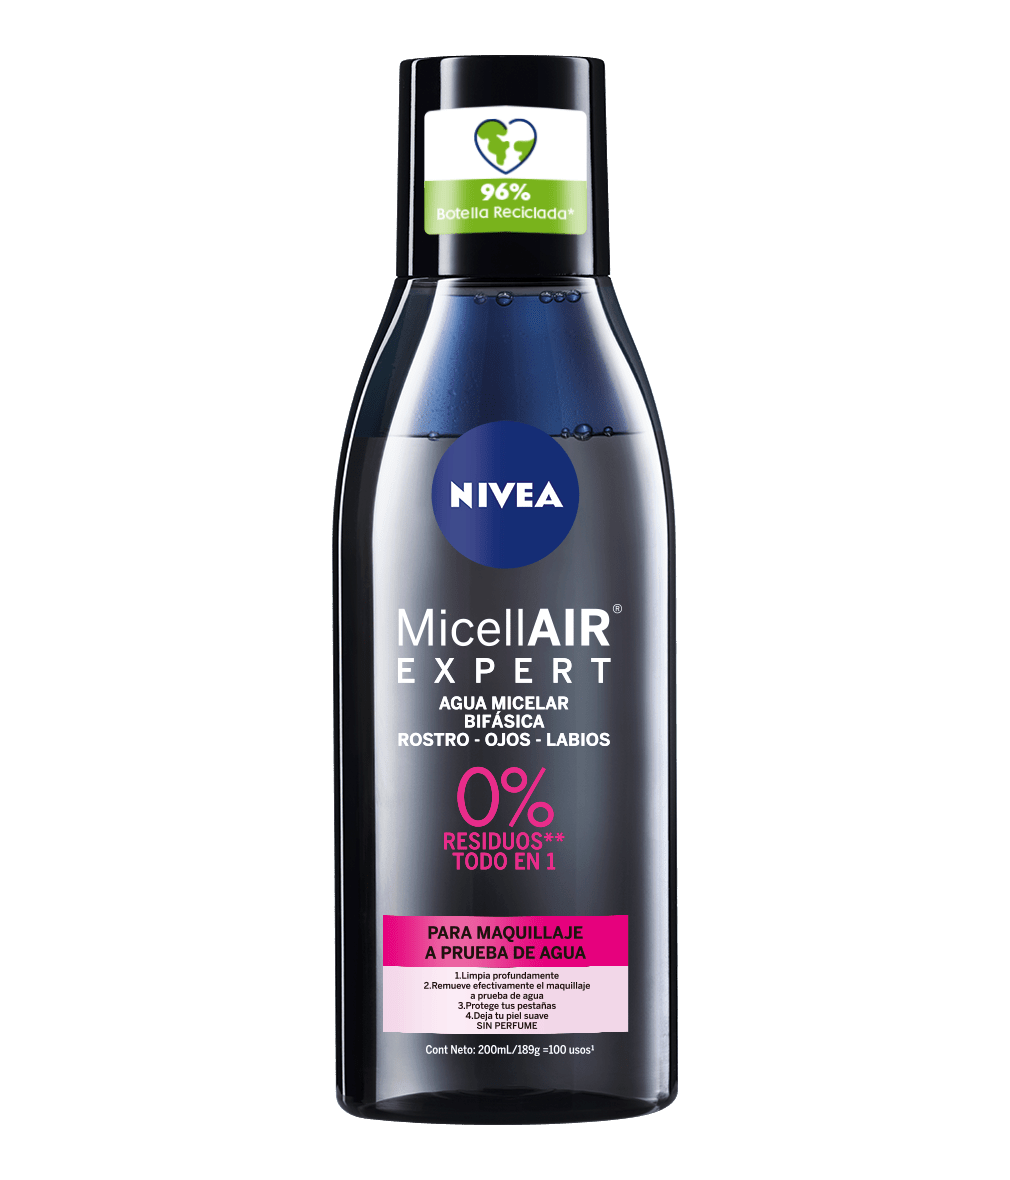 96%
Botella Reciclada*
NIVEA
MicellAIR®
EXPERT
AGUA MICELAR
BIFÁSICA
ROSTRO - OJOS - LABIOS
0%
RESIDUOS**
TODO EN 1
PARA MAQUILLAJE
A PRUEBA DE AGUA
1.Limpia profundamente
2.Remueve efectivamente el maquillaje
a prueba de agua
3.Protege tus pestañas
4.Deja tu piel suave
SIN PERFUME
Cont Neto: 200mL/189g =100 usos¹